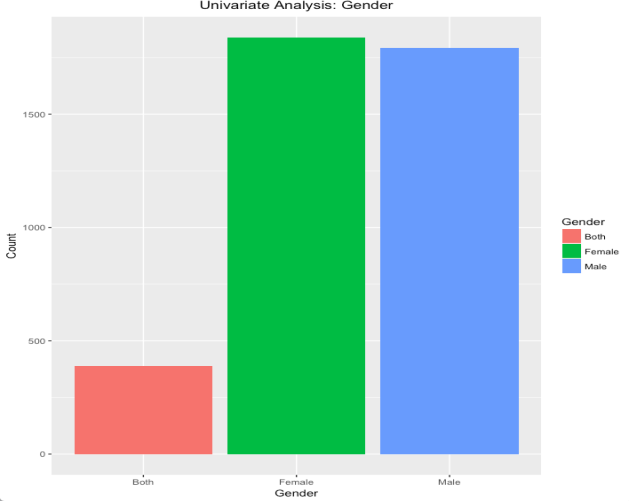 Univariate Analysis: Gender
Count
1500
1000
500
0
Both
Female
Male
Gender
Gender
Both
Female
Male